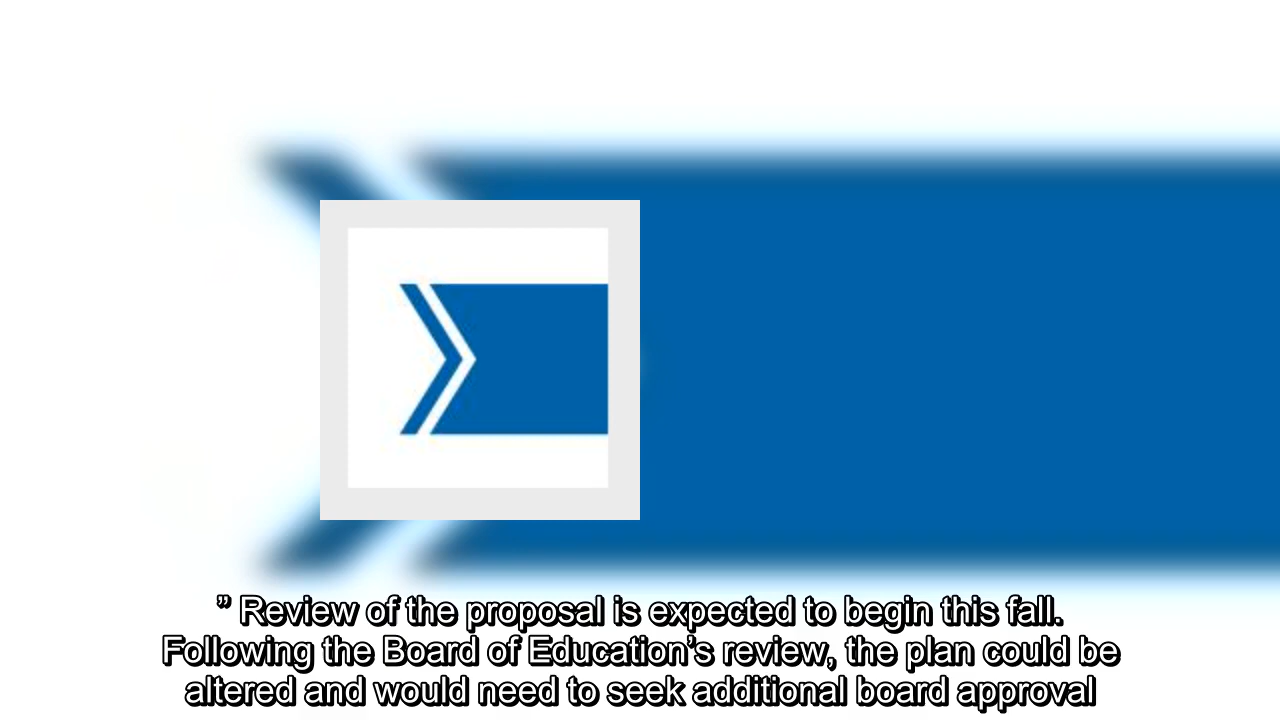 ” Review of the proposal is expected to begin this fall.
Following the Board of Education’s review, the plan could be
altered and would need to seek additional board approval